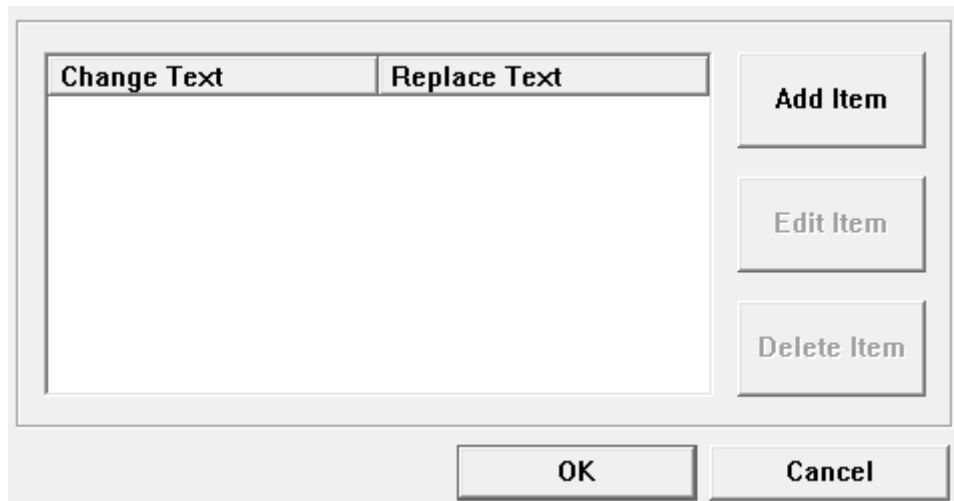 Change Text Replace Text
Add Item
Edit Item
Delete Item
OK Cancel